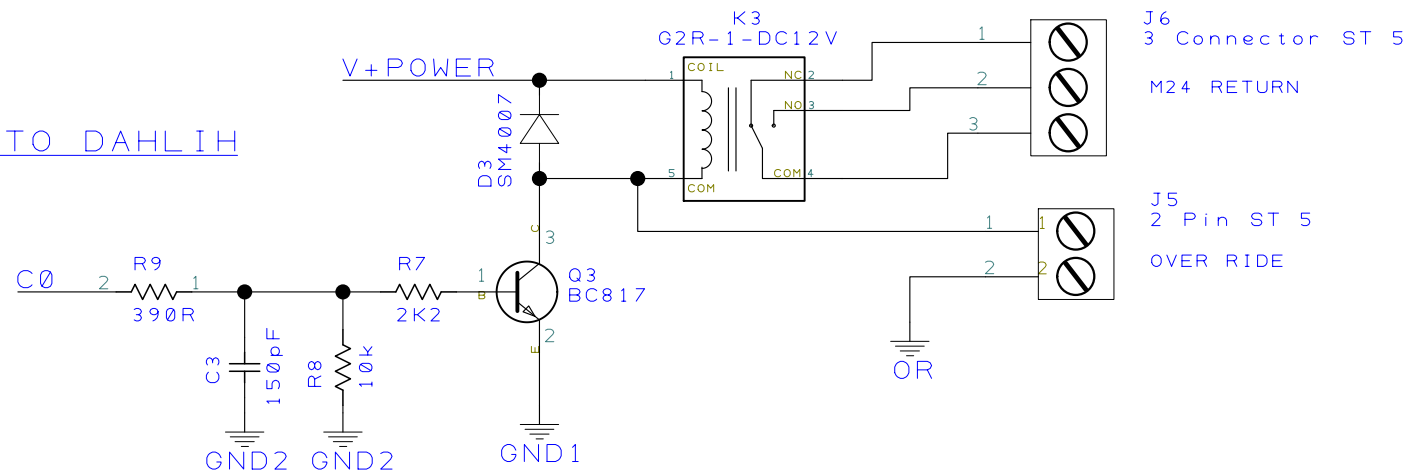 K3
G2R-1-DC12V
J6
3 Connector ST 5
M24 RETURN
V+POWER
COIL
1
NC 2
NO 3
COM 4
5
COM
1
2
3
TO DAHLIH
D3
SM4007
J5
2 Pin ST 5
OVER RIDE
1
1
2
2
OR
C0
2
R9
1
390R
R7
2K2
1
B
C
3
Q3
BC817
2
E
C3
150pF
R8
10k
GND2
GND2
GND1